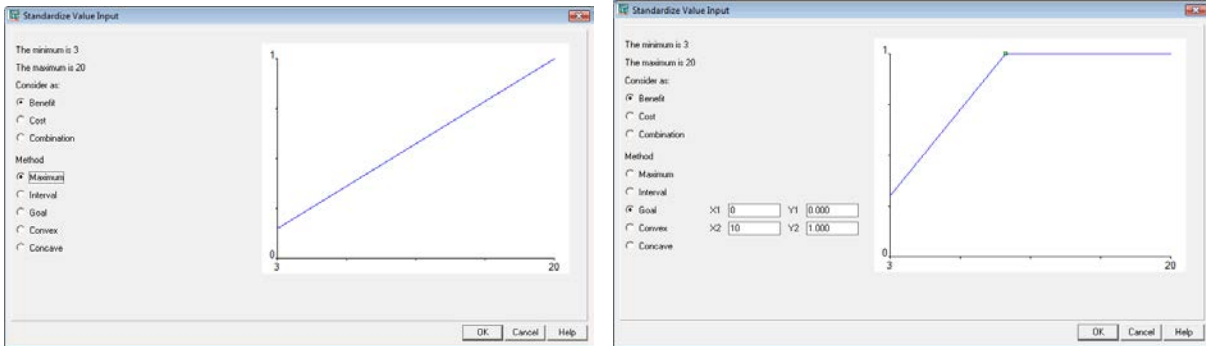 Standardize Value Input
The minimum is 3
The maximum is 20
Consider as:
Benefit
Cost
Combination
Method
Maximum
Interval
Goal
Convex
Concave
1
0
3 20
OK Cancel Help
Standardize Value Input
The minimum is 3
The maximum is 20
Consider as:
Benefit
Cost
Combination
Method
Maximum
Interval
Goal X1 0 Y1 0.000
Convex X2 10 Y2 1.000
Concave
1
0
3 20
OK Cancel Help